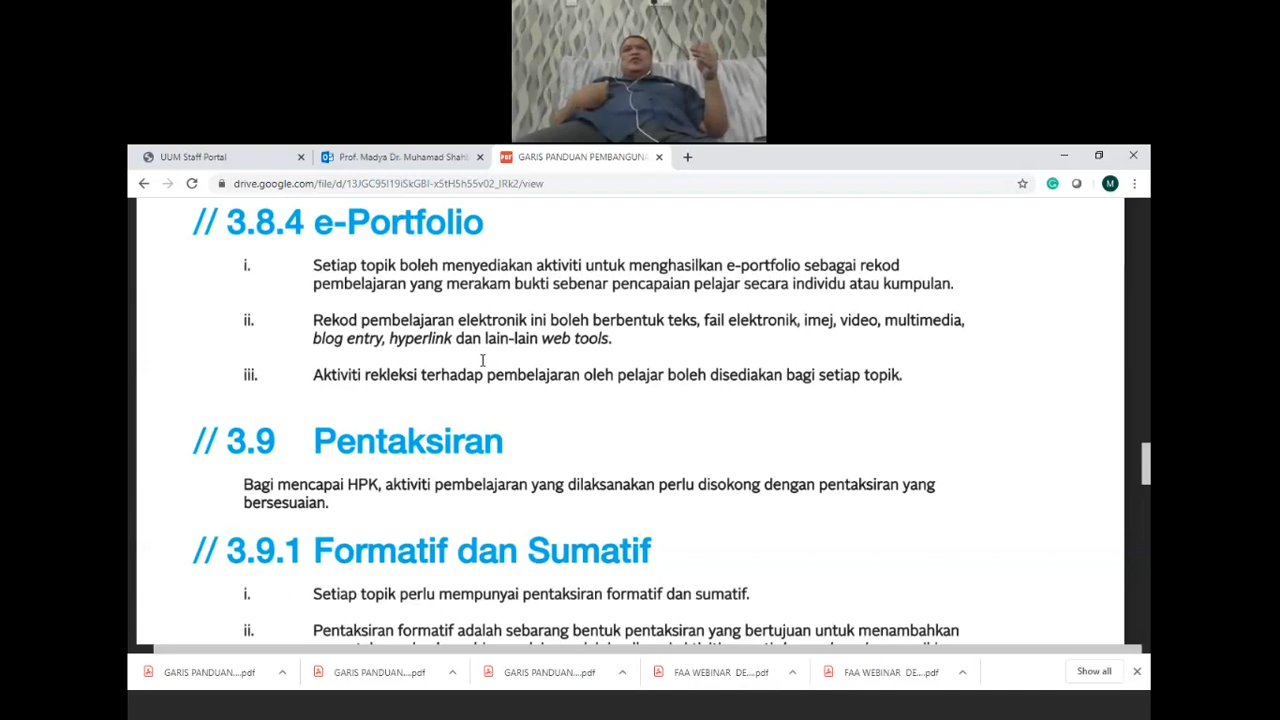 UUM Staff Portal
Prof. Madya Dr. Muhamad Shahb
GARIS PANDUAN PEMBANGUNA
drive.google.com/file/d/13JGC95I19iSkGBI-x5tH5h55v02_IRk2/view
M
// 3.8.4 e-Portfolio
i. Setiap topik boleh menyediakan aktiviti untuk menghasilkan e-portfolio sebagai rekod
pembelajaran yang merakam bukti sebenar pencapaian pelajar secara individu atau kumpulan.
ii. Rekod pembelajaran elektronik ini boleh berbentuk teks, fail elektronik, imej, video, multimedia,
blog entry, hyperlink dan lain-lain web tools.
iii. Aktiviti rekleksi terhadap pembelajaran oleh pelajar boleh disediakan bagi setiap topik.
// 3.9 Pentaksiran
Bagi mencapai HPK, aktiviti pembelajaran yang dilaksanakan perlu disokong dengan pentaksiran yang
bersesuaian.
// 3.9.1 Formatif dan Sumatif
i. Setiap topik perlu mempunyai pentaksiran formatif dan sumatif.
ii. Pentaksiran formatif adalah sebarang bentuk pentaksiran yang bertujuan untuk menambahkan
GARIS PANDUAN....pdf
GARIS PANDUAN....pdf
GARIS PANDUAN....pdf
FAA WEBINAR DE....pdf
FAA WEBINAR DE....pdf
Show all